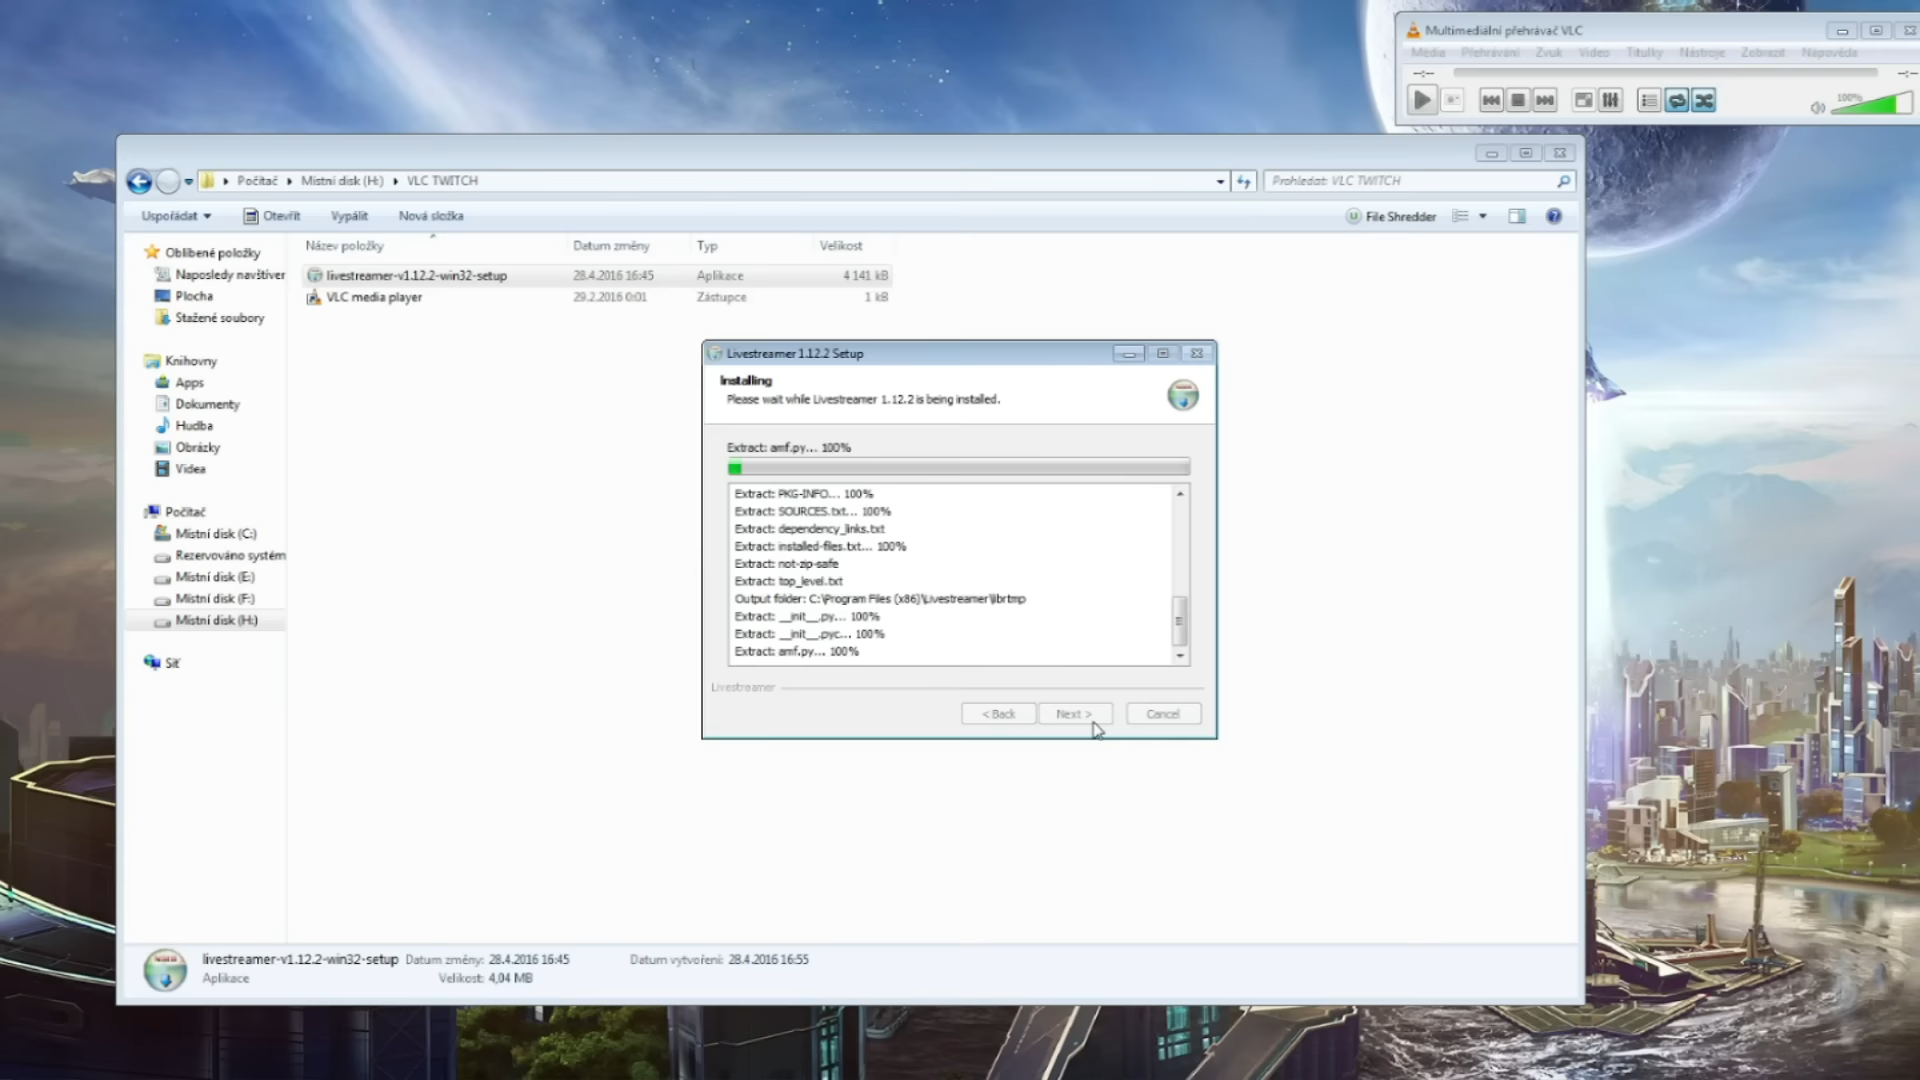 Multimediální přehrávač VLC
Média Přehrávání Zvuk Video Titulky Nástroje Zobrazit Nápověda
--:-- --:--
100%
Počítač Místní disk (H:) VLC TWITCH
Prohledat: VLC TWITCH
Uspořádat Otevřít Vypálit Nová složka File Shredder
Název položky Datum změny Typ Velikost
livestreamer-v1.12.2-win32-setup 28.4.2016 16:45 Aplikace 4 141 kB
VLC media player 29.2.2016 0:01 Zástupce 1 kB
Oblíbené položky
Naposledy navštíver
Plocha
Stažené soubory
Knihovny
Apps
Dokumenty
Hudba
Obrázky
Videa
Počítač
Místní disk (C:)
Rezervováno systém
Místní disk (E:)
Místní disk (F:)
Místní disk (H:)
Síť
Livestreamer 1.12.2 Setup
Installing
Please wait while Livestreamer 1.12.2 is being installed.
Extract: amf.py... 100%
Extract: PKG-INFO... 100%
Extract: SOURCES.txt... 100%
Extract: dependency_links.txt
Extract: installed-files.txt... 100%
Extract: not-zip-safe
Extract: top_level.txt
Output folder: C:\Program Files (x86)\Livestreamer\librtmp
Extract: __init__.py... 100%
Extract: __init__.pyc... 100%
Extract: amf.py... 100%
Livestreamer
< Back Next > Cancel
livestreamer-v1.12.2-win32-setup Datum změny: 28.4.2016 16:45 Datum vytvoření: 28.4.2016 16:55
Aplikace Velikost: 4,04 MB